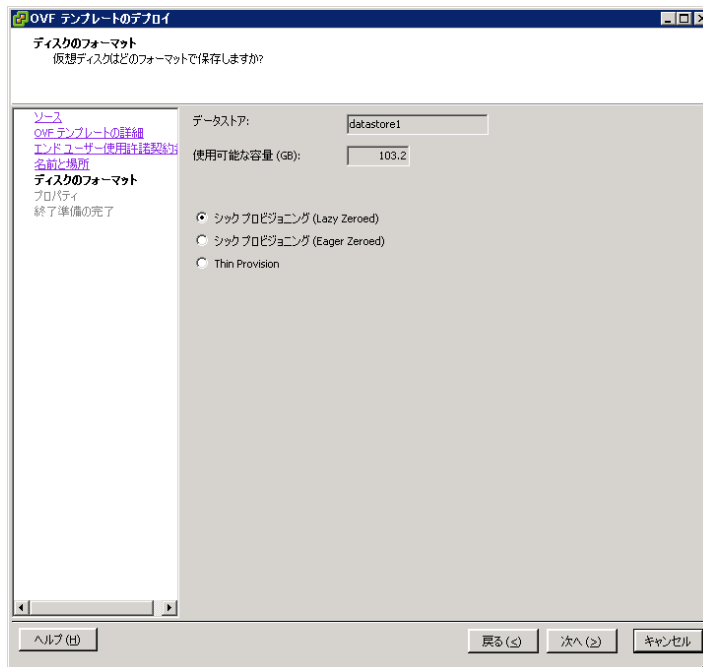 OVF テンプレートのデプロイ
ディスクのフォーマット
仮想ディスクはどのフォーマットで保存しますか?
ソース
OVF テンプレートの詳細
エンド ユーザー使用許諾契約
名前と場所
ディスクのフォーマット
プロパティ
終了準備の完了
データストア:
datastore1
使用可能な容量 (GB):
103.2
シック プロビジョニング (Lazy Zeroed)
シック プロビジョニング (Eager Zeroed)
Thin Provision
ヘルプ (H)
戻る (<)
次へ (>)
キャンセル